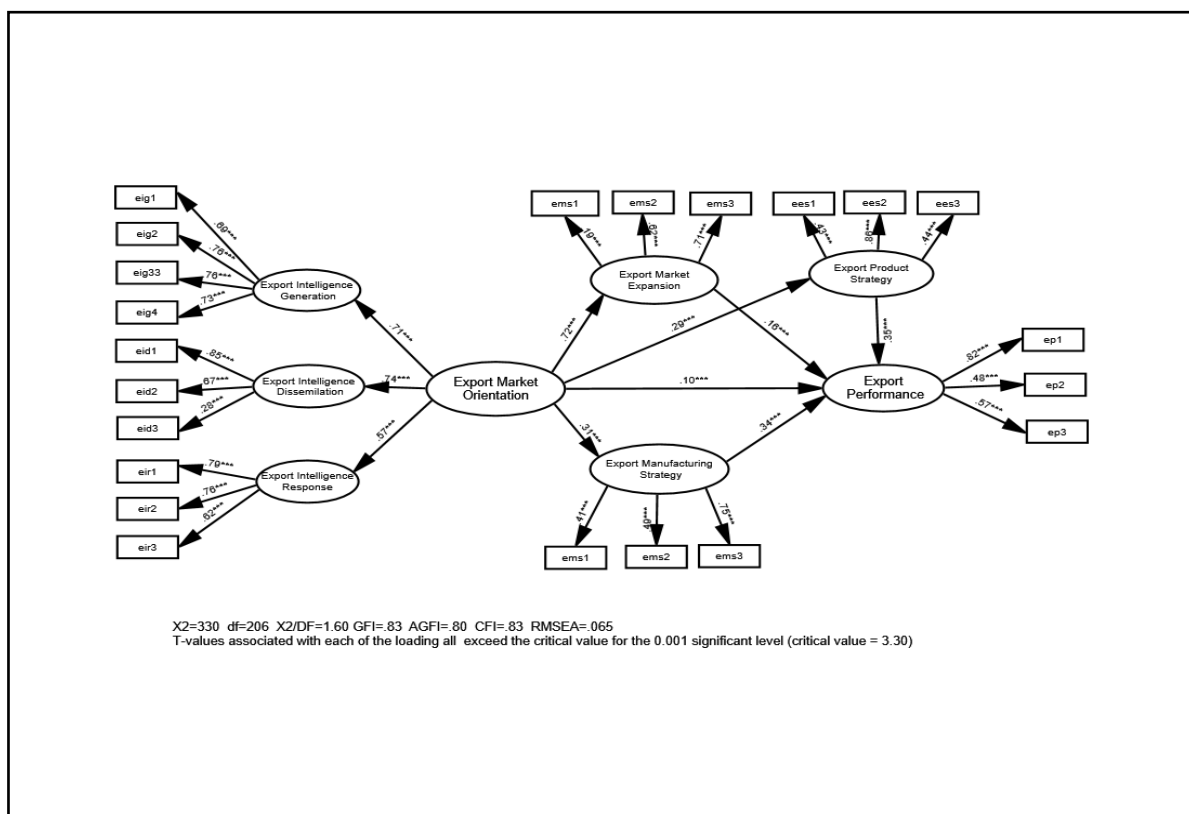 eig1
eig2
eig33
eig4
eid1
eid2
eid3
eir1
eir2
eir3
.69***
.76***
.76***
.73***
.85***
.67***
.28***
.79***
.76***
.62***
Export Intelligence
Generation
Export Intelligence
Dissemilation
Export Intelligence
Response
.71***
.74***
.57***
Export Market
Orientation
ems1
ems2
ems3
.19***
.62***
.71***
Export Market
Expansion
.72***
.29***
.16***
.10***
.31***
.34***
.35***
ees1
ees2
ees3
.43***
.86***
.44***
Export Product
Strategy
Export
Performance
.82***
.48***
.57***
ep1
ep2
ep3
Export Manufacturing
Strategy
.41***
.49***
.75***
ems1
ems2
ems3
X2=330 df=206 X2/DF=1.60 GFI=.83 AGFI=.80 CFI=.83 RMSEA=.065
T-values associated with each of the loading all exceed the critical value for the 0.001 significant level (critical value = 3.30)